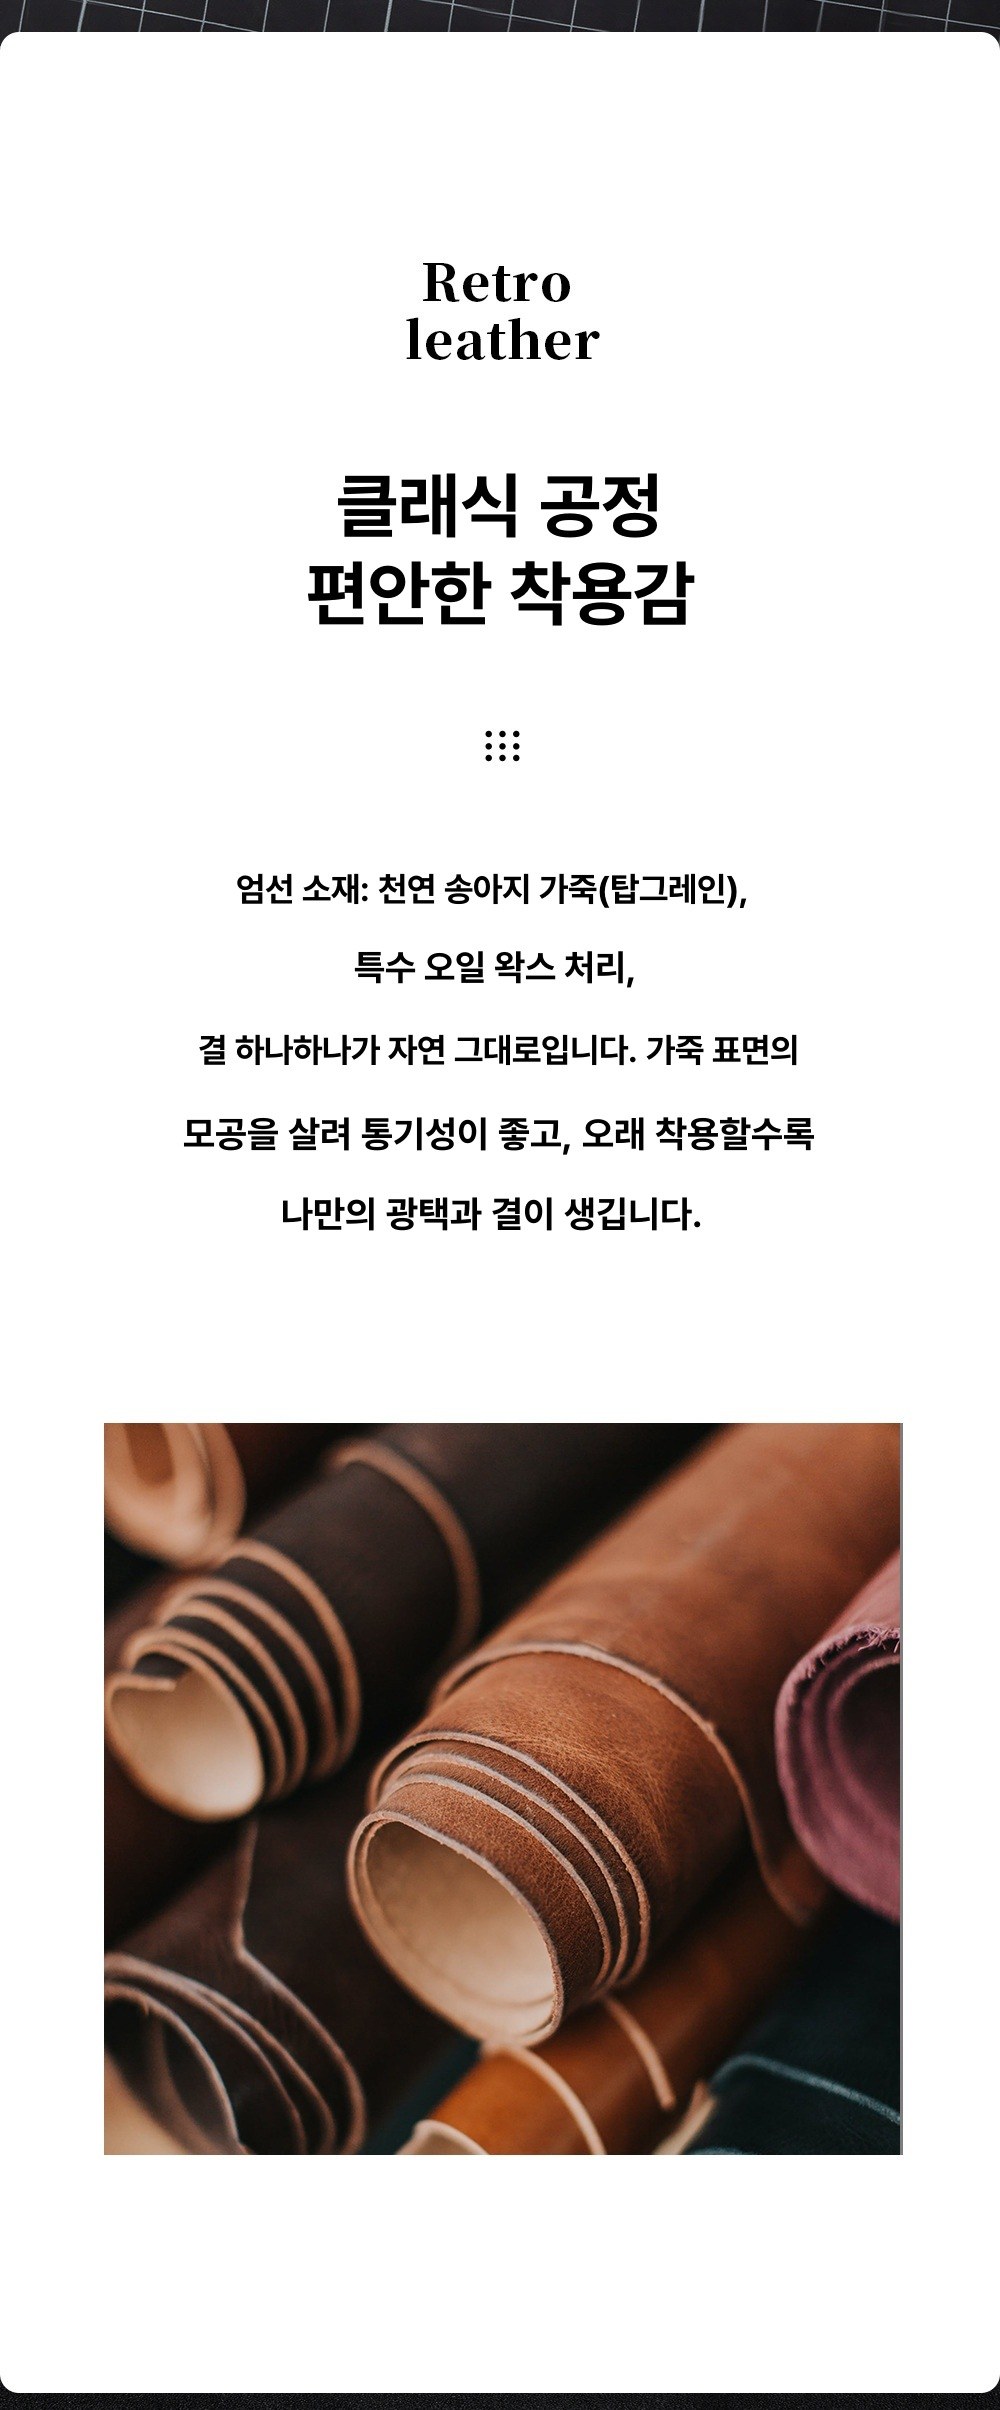 Retro
leather
클래식 공정
편안한 착용감
엄선 소재: 천연 송아지 가죽(탑그레인),
특수 오일 왁스 처리,
결 하나하나가 자연 그대로입니다. 가죽 표면의
모공을 살려 통기성이 좋고, 오래 착용할수록
나만의 광택과 결이 생깁니다.